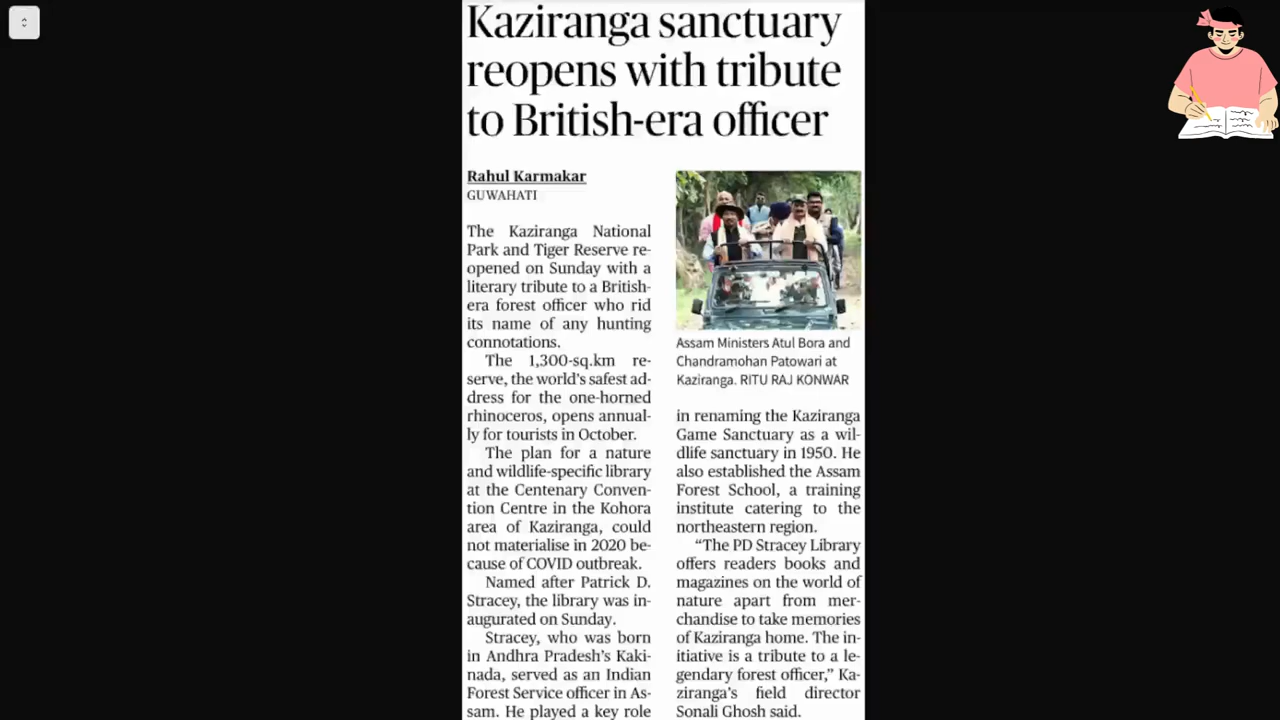 Kaziranga sanctuary
reopens with tribute
to British-era officer
Rahul Karmakar
GUWAHATI
The Kaziranga National
Park and Tiger Reserve re-
opened on Sunday with a
literary tribute to a British-
era forest officer who rid
its name of any hunting
connotations.
The 1,300-sq.km re-
serve, the world's safest ad-
dress for the one-horned
rhinoceros, opens annual-
ly for tourists in October.
The plan for a nature
and wildlife-specific library
at the Centenary Conven-
tion Centre in the Kohora
area of Kaziranga, could
not materialise in 2020 be-
cause of COVID outbreak.
Named after Patrick D.
Stracey, the library was in-
augurated on Sunday.
Stracey, who was born
in Andhra Pradesh's Kaki-
nada, served as an Indian
Forest Service officer in As-
sam. He played a key role
Assam Ministers Atul Bora and
Chandramohan Patowari at
Kaziranga. RITU RAJ KONWAR
in renaming the Kaziranga
Game Sanctuary as a wil-
dlife sanctuary in 1950. He
also established the Assam
Forest School, a training
institute catering to the
northeastern region.
"The PD Stracey Library
offers readers books and
magazines on the world of
nature apart from mer-
chandise to take memories
of Kaziranga home. The in-
itiative is a tribute to a le-
gendary forest officer," Ka-
ziranga's field director
Sonali Ghosh said.